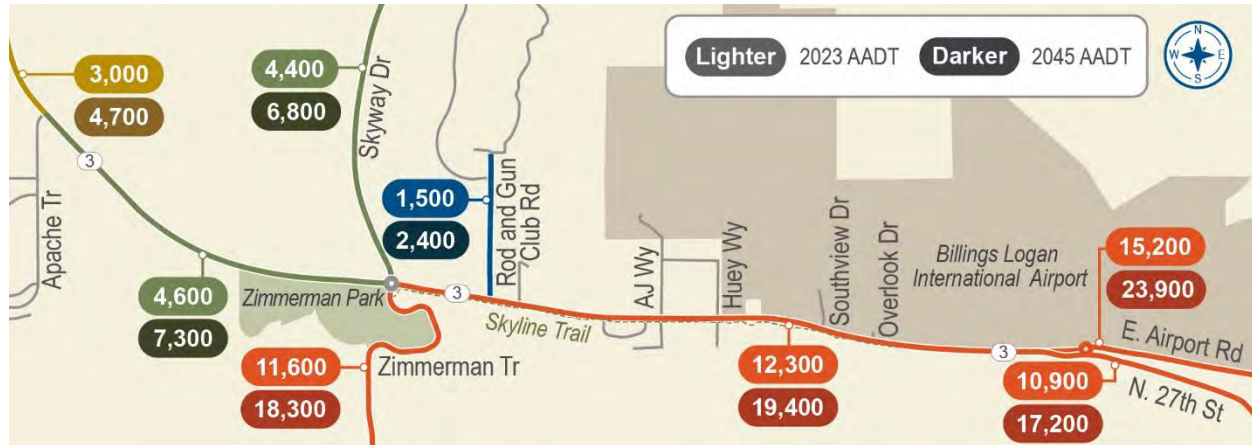 3,000
4,700
3
Apache Tr
4,600
7,300
4,400
6,800
Skyway Dr
Zimmerman Park
11,600
18,300
Zimmerman Tr
1,500
2,400
Rod and Gun
Club Rd
3
Skyline Trail
AJ Wy
Huey Wy
12,300
19,400
Southview Dr
Overlook Dr
Billings Logan
International Airport
3
15,200
23,900
E. Airport Rd
10,900
17,200
N. 27th St
Lighter 2023 AADT Darker 2045 AADT
N
W E
S